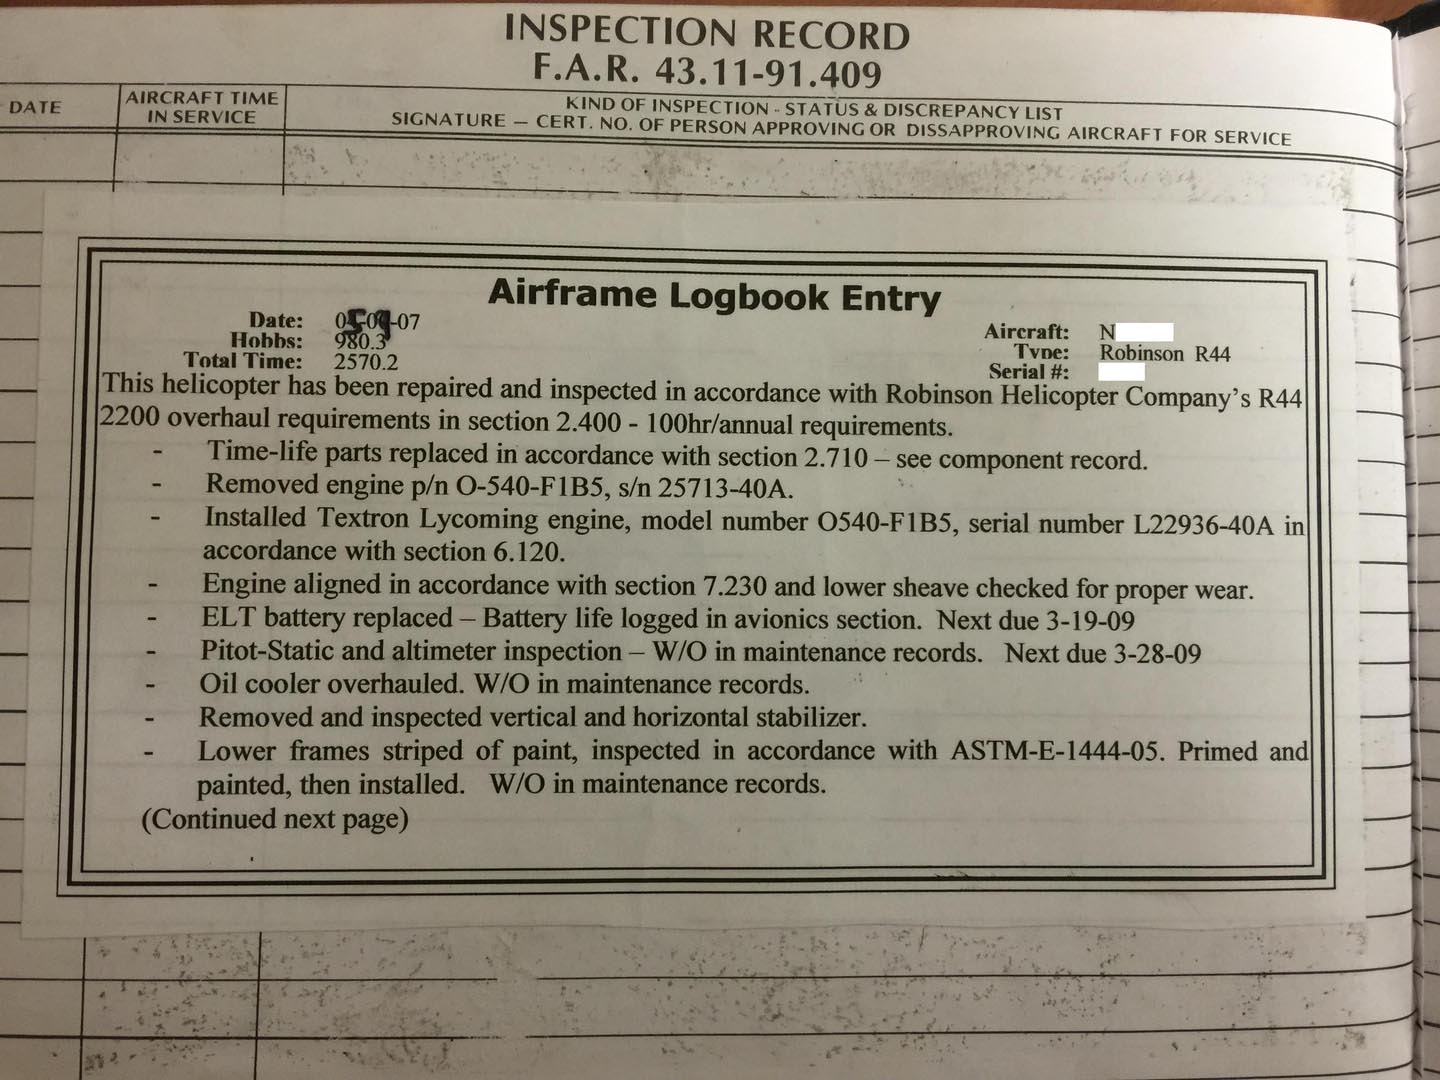 INSPECTION RECORD
F.A.R. 43.11-91.409
DATE
AIRCRAFT TIME
IN SERVICE
KIND OF INSPECTION - STATUS & DISCREPANCY LIST
SIGNATURE — CERT. NO. OF PERSON APPROVING OR DISSAPPROVING AIRCRAFT FOR SERVICE
Airframe Logbook Entry
Date: 05-09-07
Hobbs: 980.3
Total Time: 2570.2
Aircraft: N
Type: Robinson R44
Serial #:
This helicopter has been repaired and inspected in accordance with Robinson Helicopter Company's R44
2200 overhaul requirements in section 2.400 - 100hr/annual requirements.
- Time-life parts replaced in accordance with section 2.710 – see component record.
- Removed engine p/n O-540-F1B5, s/n 25713-40A.
- Installed Textron Lycoming engine, model number O540-F1B5, serial number L22936-40A in
accordance with section 6.120.
- Engine aligned in accordance with section 7.230 and lower sheave checked for proper wear.
- ELT battery replaced – Battery life logged in avionics section. Next due 3-19-09
- Pitot-Static and altimeter inspection – W/O in maintenance records. Next due 3-28-09
- Oil cooler overhauled. W/O in maintenance records.
- Removed and inspected vertical and horizontal stabilizer.
- Lower frames striped of paint, inspected in accordance with ASTM-E-1444-05. Primed and
painted, then installed. W/O in maintenance records.
(Continued next page)